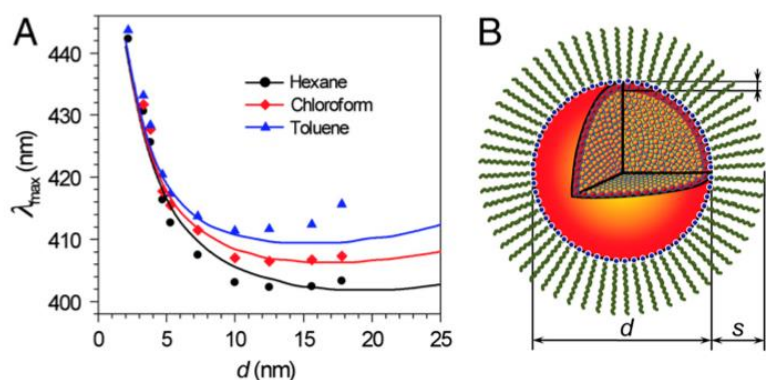 A
λmax (nm)
440
430
420
410
400
Hexane
Chloroform
Toluene
0 5 10 15 20 25
d (nm)
B
d
s